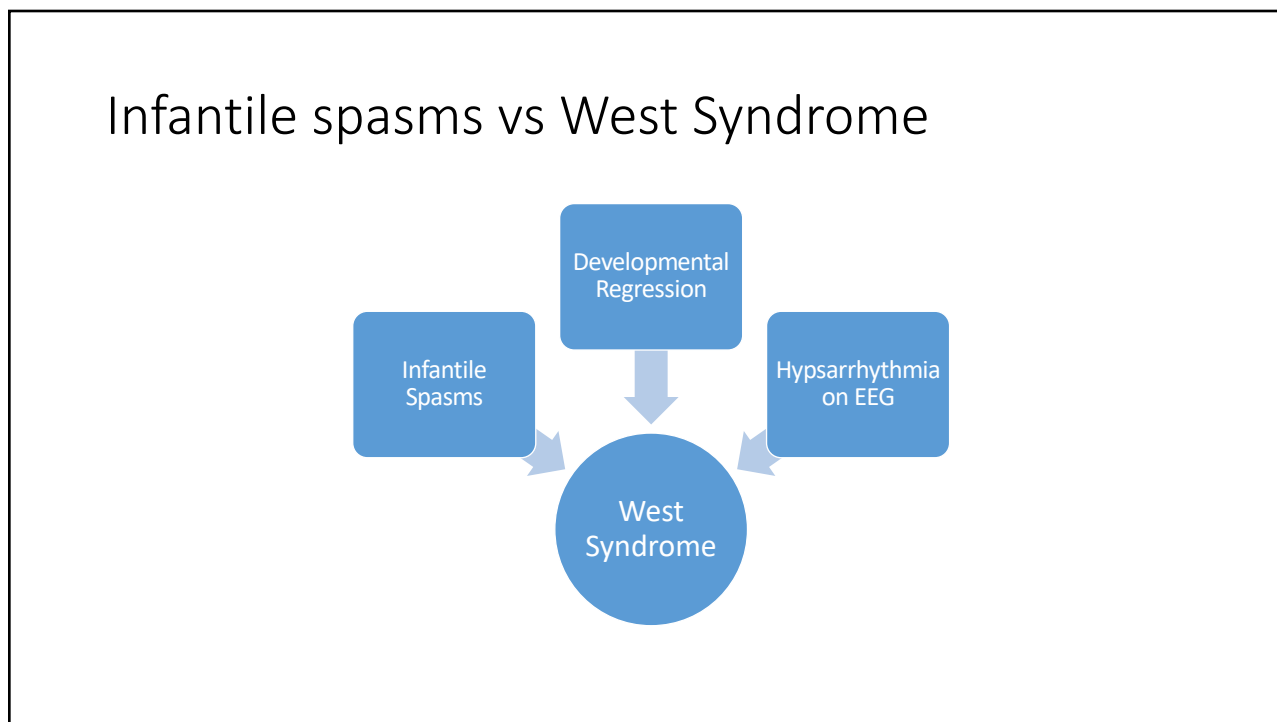 Infantile spasms vs West Syndrome
Developmental
Regression
Infantile
Spasms
Hypsarrhythmia
on EEG
West
Syndrome